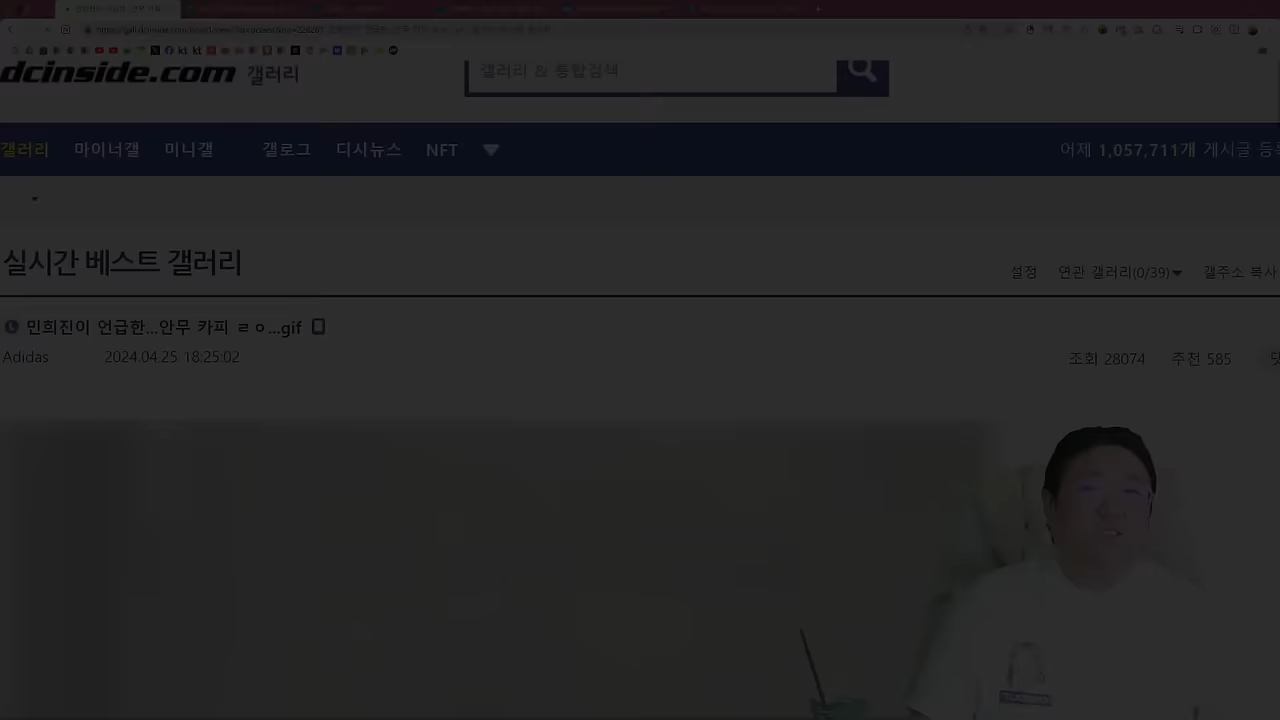 dcinside.com 갤러리
갤러리 & 통합검색
갤러리 마이너갤 미니갤 갤로그 디시뉴스 NFT
어제 1,057,711개 게시글 등록
실시간 베스트 갤러리
설정 연관 갤러리(0/39) 갤주소 복사
민희진이 언급한...안무 카피 ㄹㅇ...gif
Adidas 2024.04.25 18:25:02
조회 28074 추천 585